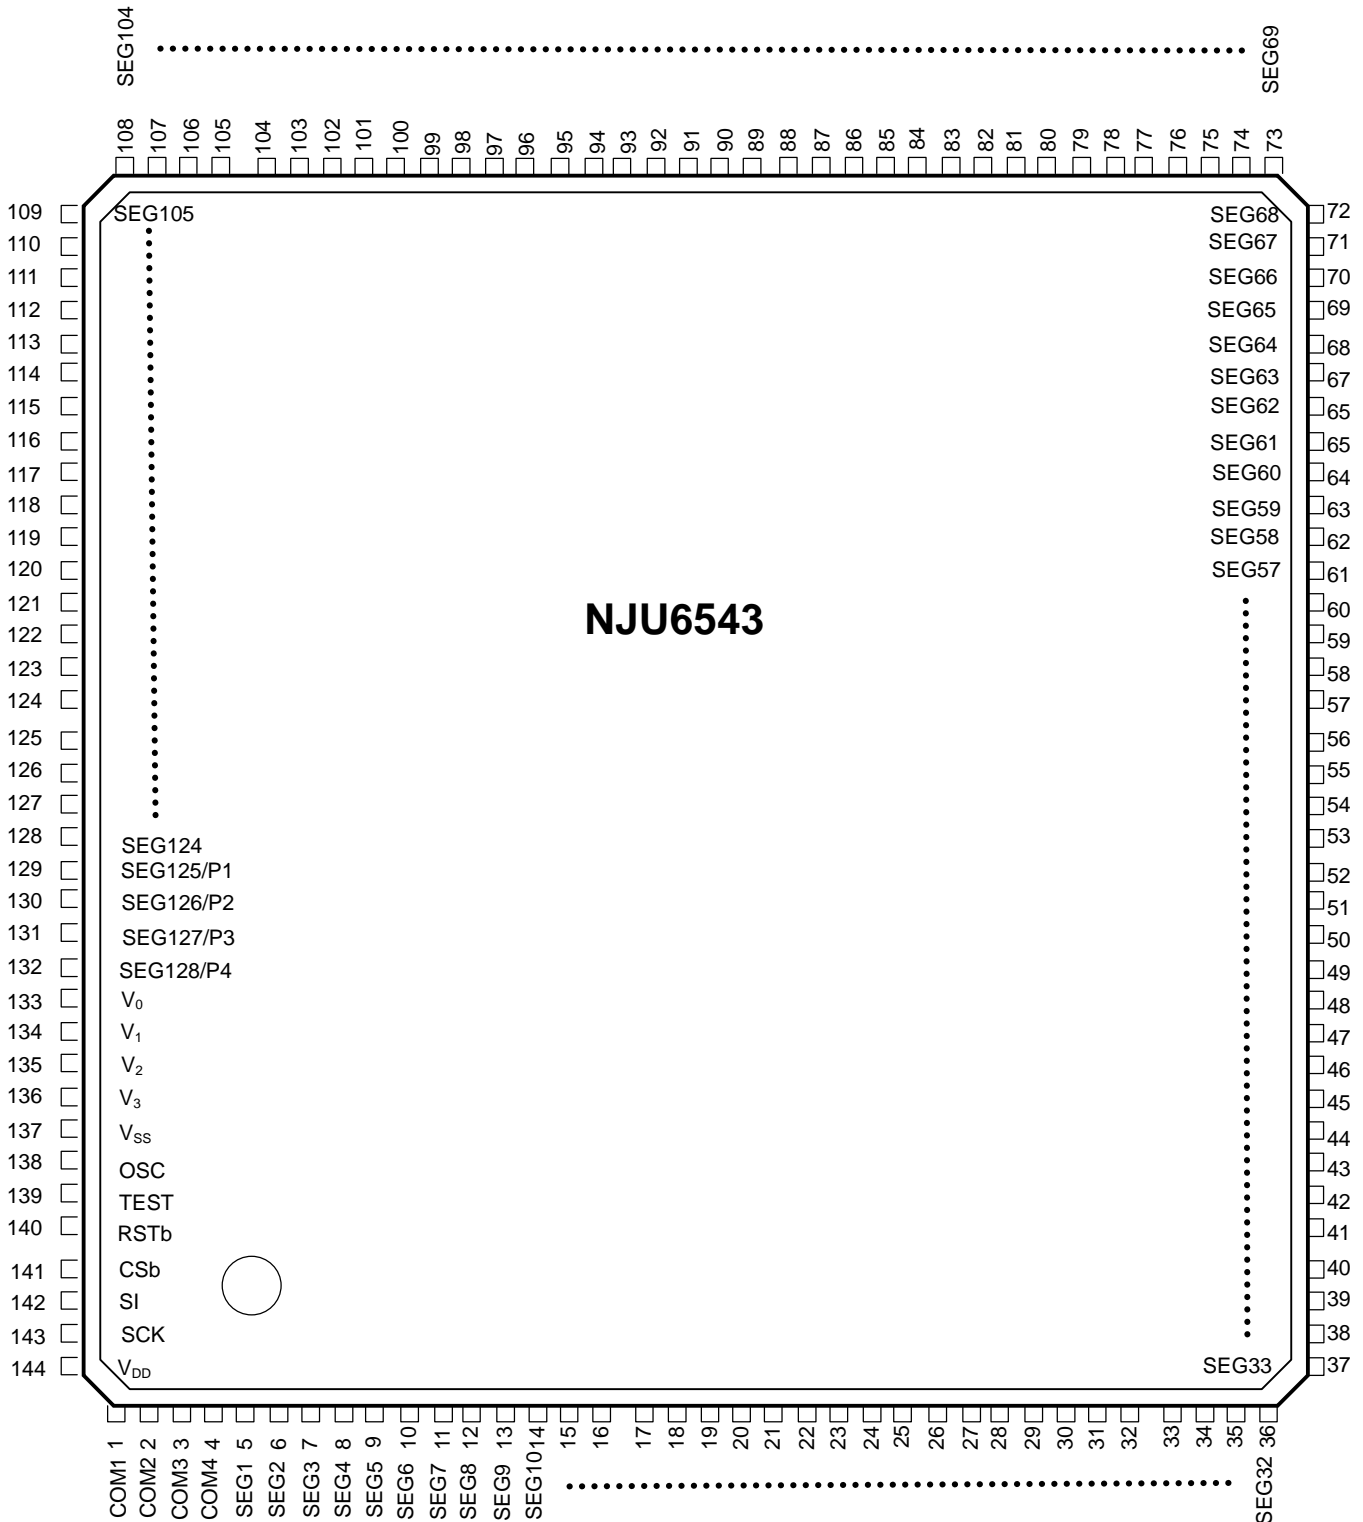 SEG104
SEG69
108
107
106
105
104
103
102
101
100
99
98
97
96
95
94
93
92
91
90
89
88
87
86
85
84
83
82
81
80
79
78
77
76
75
74
73
109 SEG105 SEG68 72
110 SEG67 71
111 SEG66 70
112 SEG65 69
113 SEG64 68
114 SEG63 67
115 SEG62 65
116 SEG61 65
117 SEG60 64
118 SEG59 63
119 SEG58 62
120 SEG57 61
121 60
NJU6543
122 59
123 58
124 57
125 56
126 55
127 54
128 SEG124 53
129 SEG125/P1 52
130 SEG126/P2 51
131 SEG127/P3 50
132 SEG128/P4 49
133 V0 48
134 V1 47
135 V2 46
136 V3 45
137 VSS 44
138 OSC 43
139 TEST 42
140 RSTb 41
141 CSb 40
142 SI 39
143 SCK 38
144 VDD SEG33 37
COM1 1
COM2 2
COM3 3
COM4 4
SEG1 5
SEG2 6
SEG3 7
SEG4 8
SEG5 9
SEG6 10
SEG7 11
SEG8 12
SEG9 13
SEG10 14
15
16
17
18
19
20
21
22
23
24
25
26
27
28
29
30
31
32
33
34
35
SEG32 36